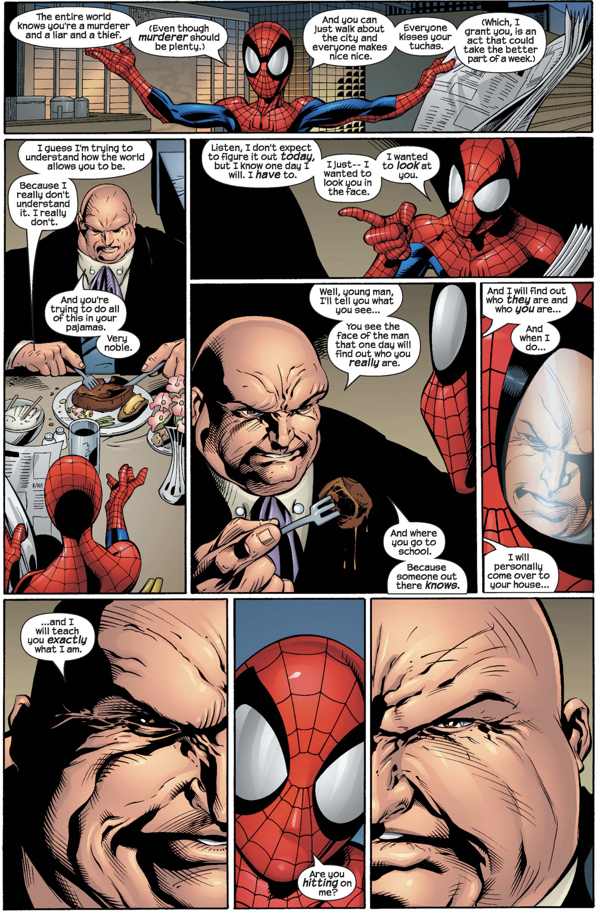 The entire
world knows
you're a murderer
and a liar and a thief.
(Even though
murderer should
be plenty.)
And you can
just walk about
the city and
everyone makes
nice nice.
Everyone
kisses your
tuchas.
(Which, I
grant you, is an
act that could
take the better
part of a week.)
I guess I'm trying to
understand how the world
allows you to be.
Because I
really don't
understand
it. I really
don't.
And you're
trying to do all
of this in your
pajamas.
Very
noble.
Listen, I don't expect
to figure it out today,
but I know one day I
will. I have to.
I just-- I
wanted to
look you in
the face.
I wanted
to look at
you.
Well, young man,
I'll tell you what
you see...
You see the
face of the man
that one day will
find out who you
really are.
And where
you go to
school.
Because
someone out
there knows.
And I will find out
who they are and
who you are...
And
when I
do...
I will
personally
come over to
your house...
...and I
will teach
you exactly
what I am.
Are you
hitting on
me?